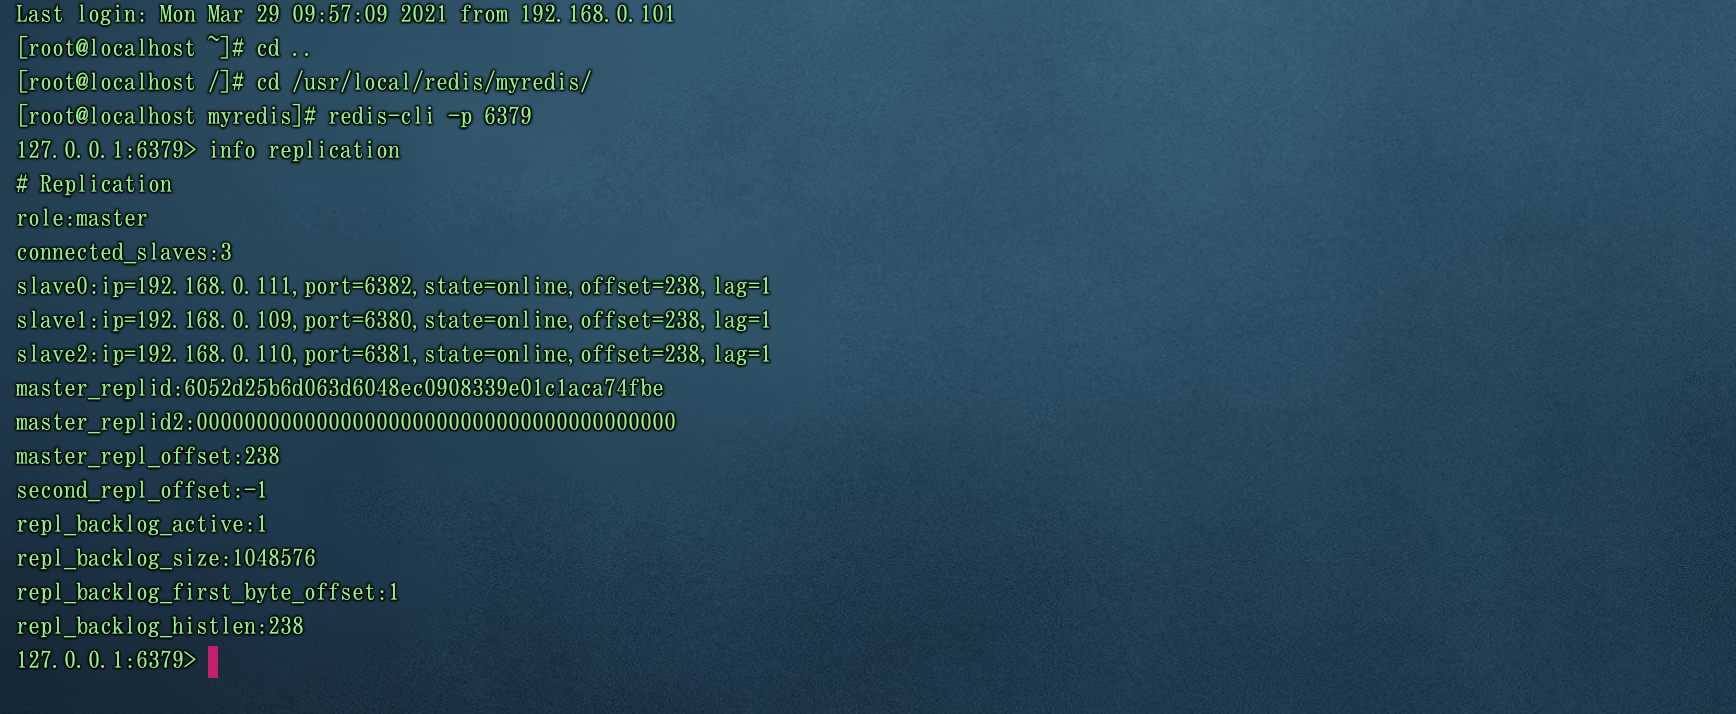 Last login: Mon Mar 29 09:57:09 2021 from 192.168.0.101
[root@localhost ~]# cd ..
[root@localhost /]# cd /usr/local/redis/myredis/
[root@localhost myredis]# redis-cli -p 6379
127.0.0.1:6379> info replication
# Replication
role:master
connected_slaves:3
slave0:ip=192.168.0.111,port=6382,state=online,offset=238,lag=1
slave1:ip=192.168.0.109,port=6380,state=online,offset=238,lag=1
slave2:ip=192.168.0.110,port=6381,state=online,offset=238,lag=1
master_replid:6052d25b6d063d6048ec0908339e01c1aca74fbe
master_replid2:0000000000000000000000000000000000000000
master_repl_offset:238
second_repl_offset:-1
repl_backlog_active:1
repl_backlog_size:1048576
repl_backlog_first_byte_offset:1
repl_backlog_histlen:238
127.0.0.1:6379>